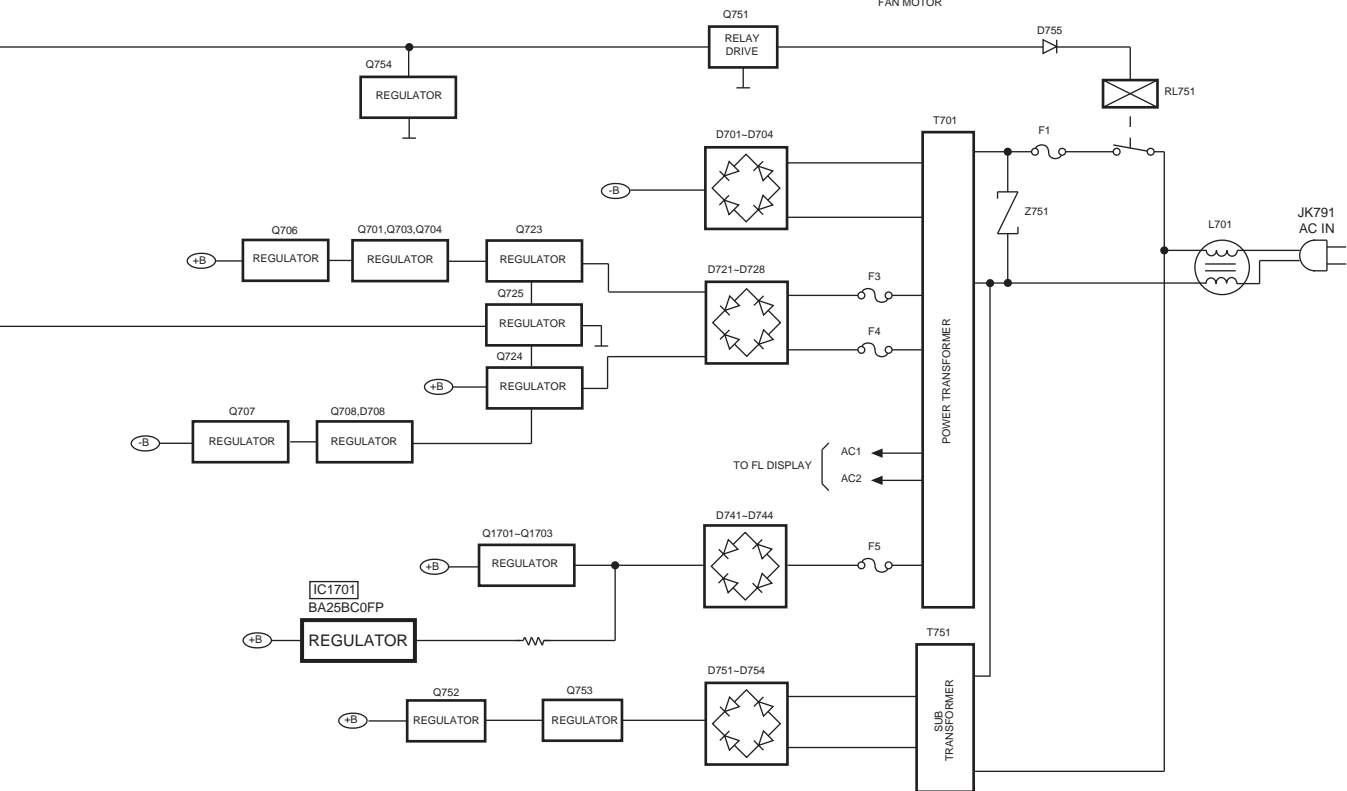 FAN MOTOR
Q751
RELAY
DRIVE
D755
Q754
REGULATOR
RL751
T701
F1
D701~D704
-B
Z751
JK791
AC IN
L701
Q706
Q701,Q703,Q704
Q723
+B
REGULATOR
REGULATOR
REGULATOR
D721~D728
F3
Q725
REGULATOR
F4
Q724
+B
REGULATOR
POWER TRANSFORMER
Q707
Q708,D708
-B
REGULATOR
REGULATOR
TO FL DISPLAY
AC1
AC2
D741~D744
Q1701~Q1703
+B
REGULATOR
F5
IC1701
BA25BC0FP
+B
REGULATOR
T751
D751~D754
Q752
Q753
+B
REGULATOR
REGULATOR
SUB
TRANSFORMER